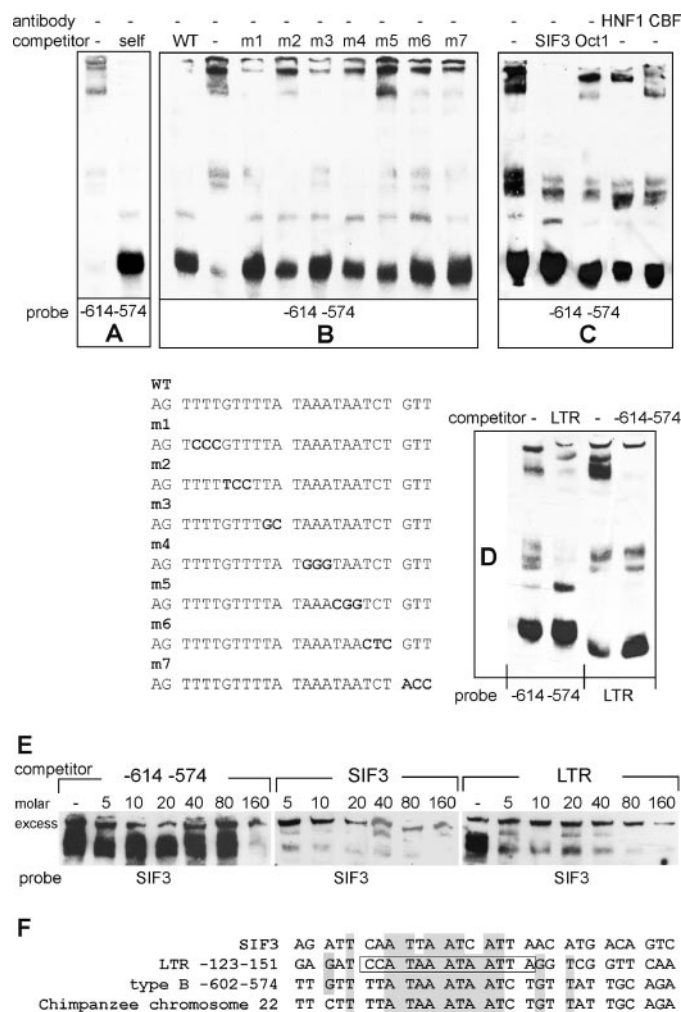 antibody - - - - - - - - - - - - - - HNF1 CBF
competitor - self WT - m1 m2 m3 m4 m5 m6 m7 - SIF3 Oct1 - -
probe -614-574 -614 -574 -614 -574
A B C
WT
AG TTTTGTTTTA TAAATAATCT GTT
m1
AG TCCCGTTTTA TAAATAATCT GTT
m2
AG TTTTTCCTTA TAAATAATCT GTT
m3
AG TTTTGTTTGC TAAATAATCT GTT
m4
AG TTTTGTTTTA TGGGTAATCT GTT
m5
AG TTTTGTTTTA TAAACGGTCT GTT
m6
AG TTTTGTTTTA TAAATAACTC GTT
m7
AG TTTTGTTTTA TAAATAATCT ACC
competitor - LTR - -614-574
D
probe -614 -574 LTR
E
competitor -614 -574 SIF3 LTR
molar excess - 5 10 20 40 80 160 5 10 20 40 80 160 - 5 10 20 40 80 160
probe SIF3 SIF3 SIF3
F
SIF3 AG ATT CAA TTA ATC ATT AAC ATG ACA GTC
LTR -123-151 GA GAT CCA TAA ATA ATT AGG TCG GTT CAA
type B -602-574 TT GTT TTA TAA ATA ATC TGT TAT TGC AGA
Chimpanzee chromosome 22 TT CTT TTA TAA ATA ATC TGT TAT TGC AGA